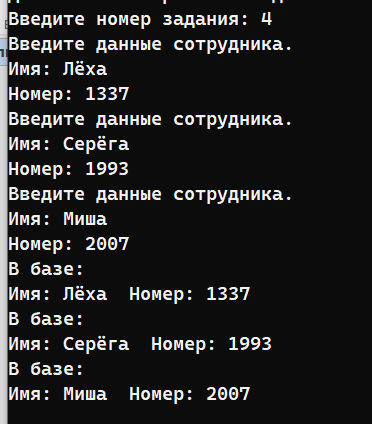 Введите номер задания: 4
Введите данные сотрудника.
Имя: Лёха
Номер: 1337
Введите данные сотрудника.
Имя: Серёга
Номер: 1993
Введите данные сотрудника.
Имя: Миша
Номер: 2007
В базе:
Имя: Лёха  Номер: 1337
В базе:
Имя: Серёга  Номер: 1993
В базе:
Имя: Миша  Номер: 2007